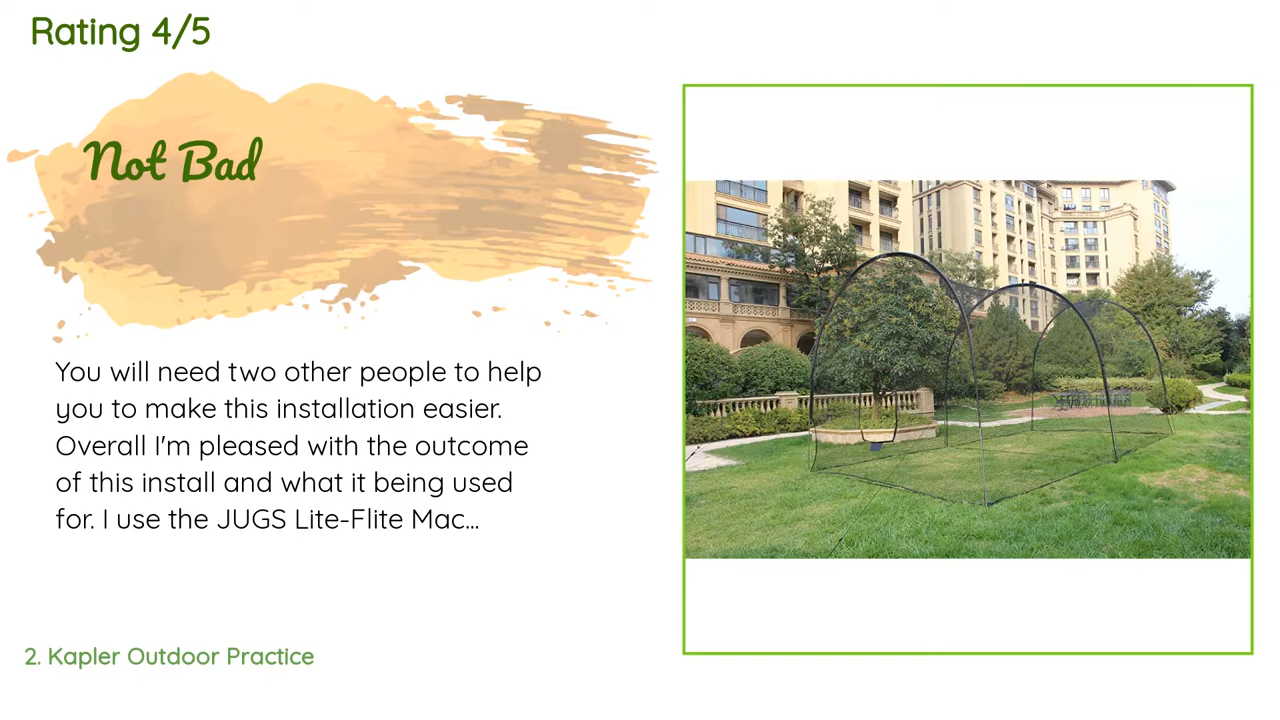 Rating 4/5
Not Bad
You will need two other people to help
you to make this installation easier.
Overall I'm pleased with the outcome
of this install and what it being used
for. I use the JUGS Lite-Flite Mac...
2. Kapler Outdoor Practice